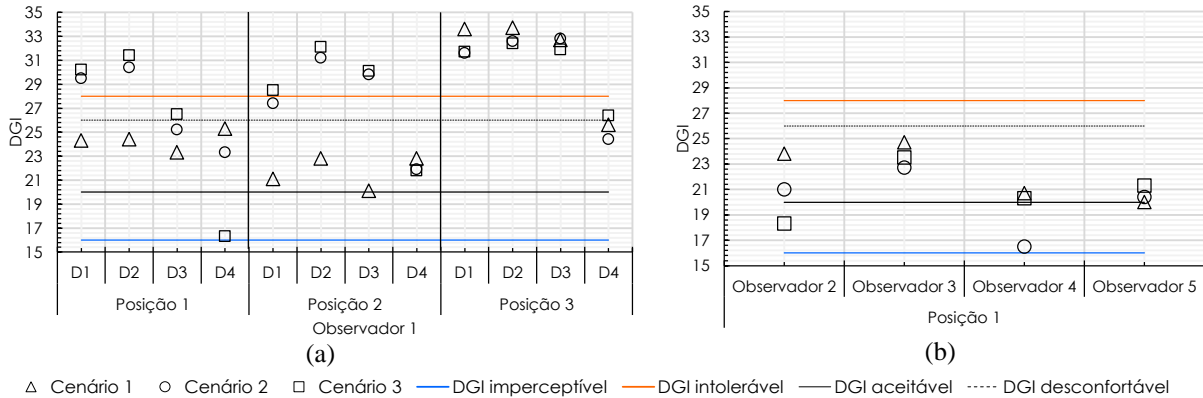 35
33
31
29
27
25
23
21
19
17
15
DGI
D1 D2 D3 D4 D1 D2 D3 D4 D1 D2 D3 D4
Posição 1 Posição 2 Posição 3
Observador 1
(a)
35
33
31
29
27
25
23
21
19
17
15
DGI
Observador 2 Observador 3 Observador 4 Observador 5
Posição 1
(b)
Cenário 1 Cenário 2 Cenário 3 DGI imperceptível DGI intolerável DGI aceitável DGI desconfortável